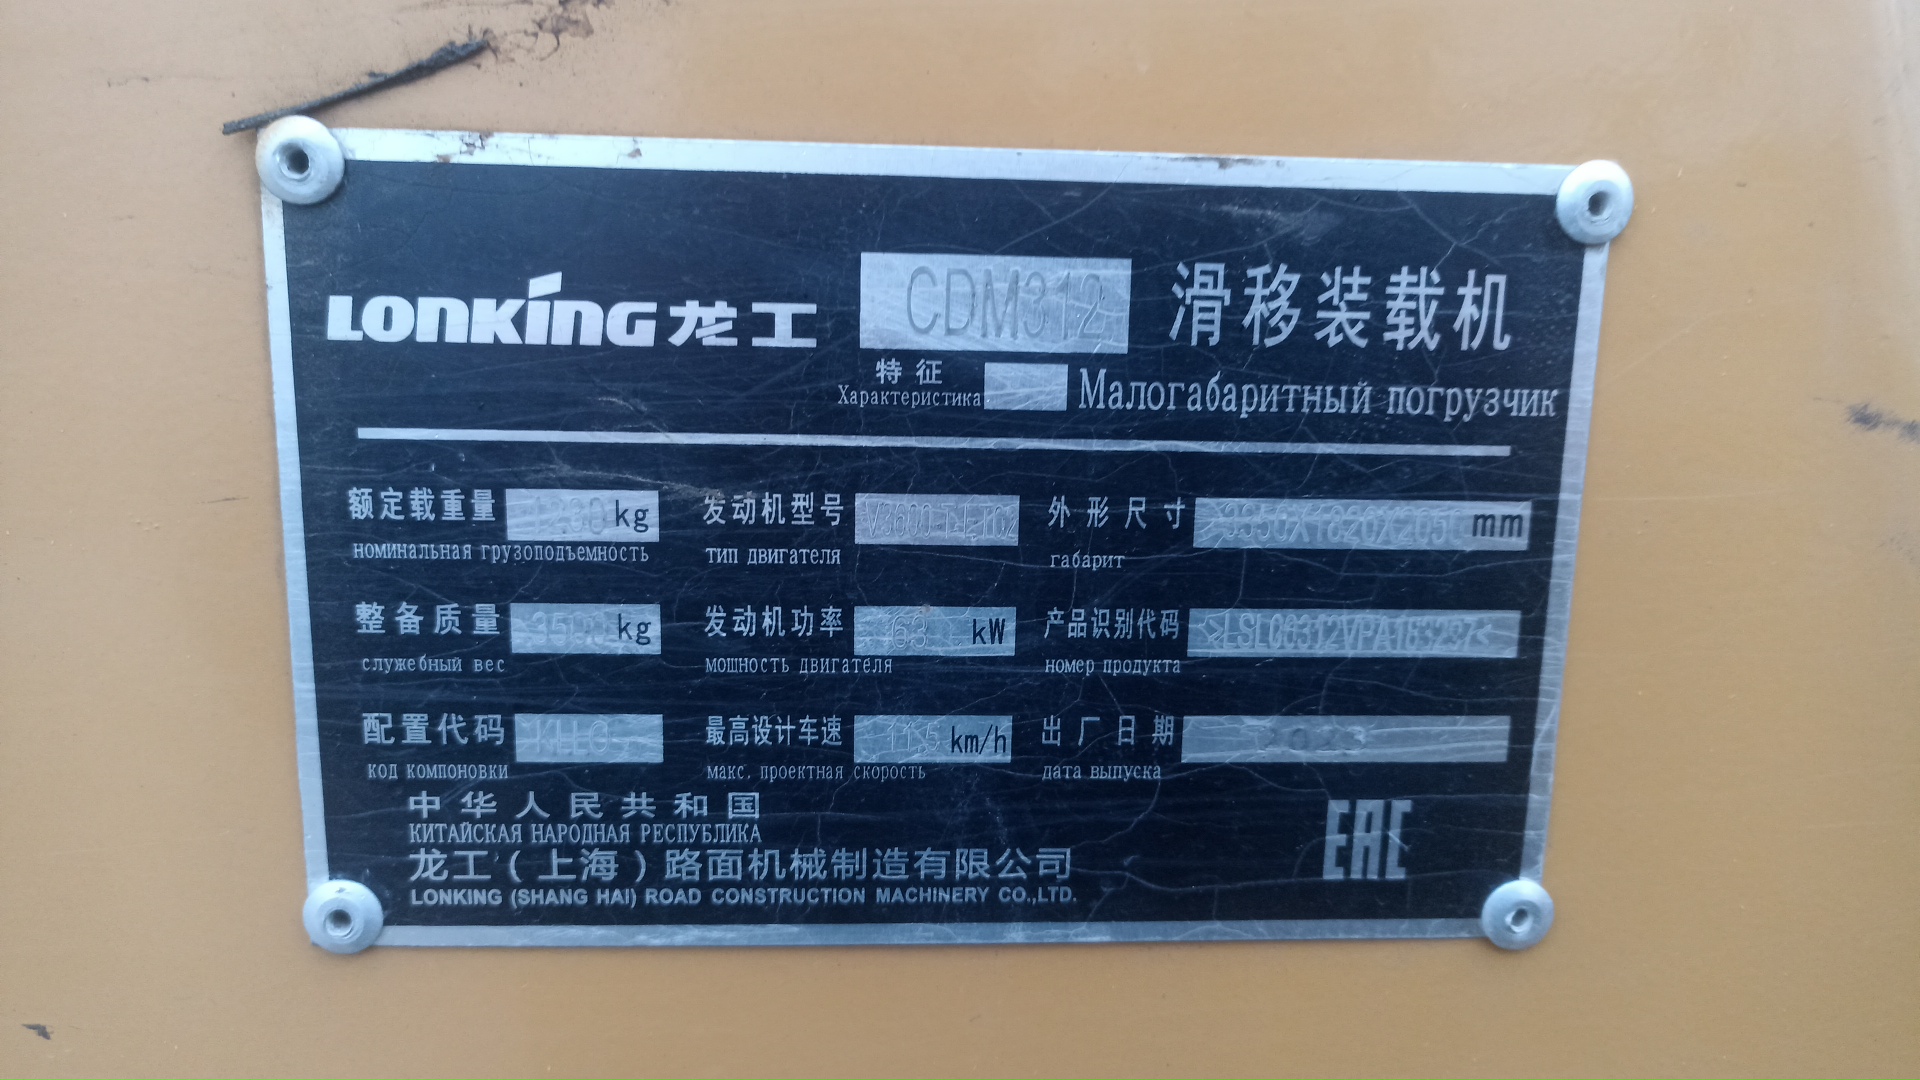 LONKING 龙工 CDM312 滑移装载机
特征
Характеристика Малогабаритный погрузчик
额定载重量 1200 kg 发动机型号 外形尺寸 mm
номинальная грузоподъемность тип двигателя габарит
整备质量 kg 发动机功率 63 kW 产品识别代码
служебный вес мошность двигателя номер продукта
配置代码 最高设计车速 11.5 km/h 出厂日期 2023
код компоновки макс. проектная скорость дата выпуска
中华人民共和国
КИТАЙСКАЯ НАРОДНАЯ РЕСПУБЛИКА
龙工(上海)路面机械制造有限公司
LONKING (SHANG HAI) ROAD CONSTRUCTION MACHINERY CO.,LTD.
EAC